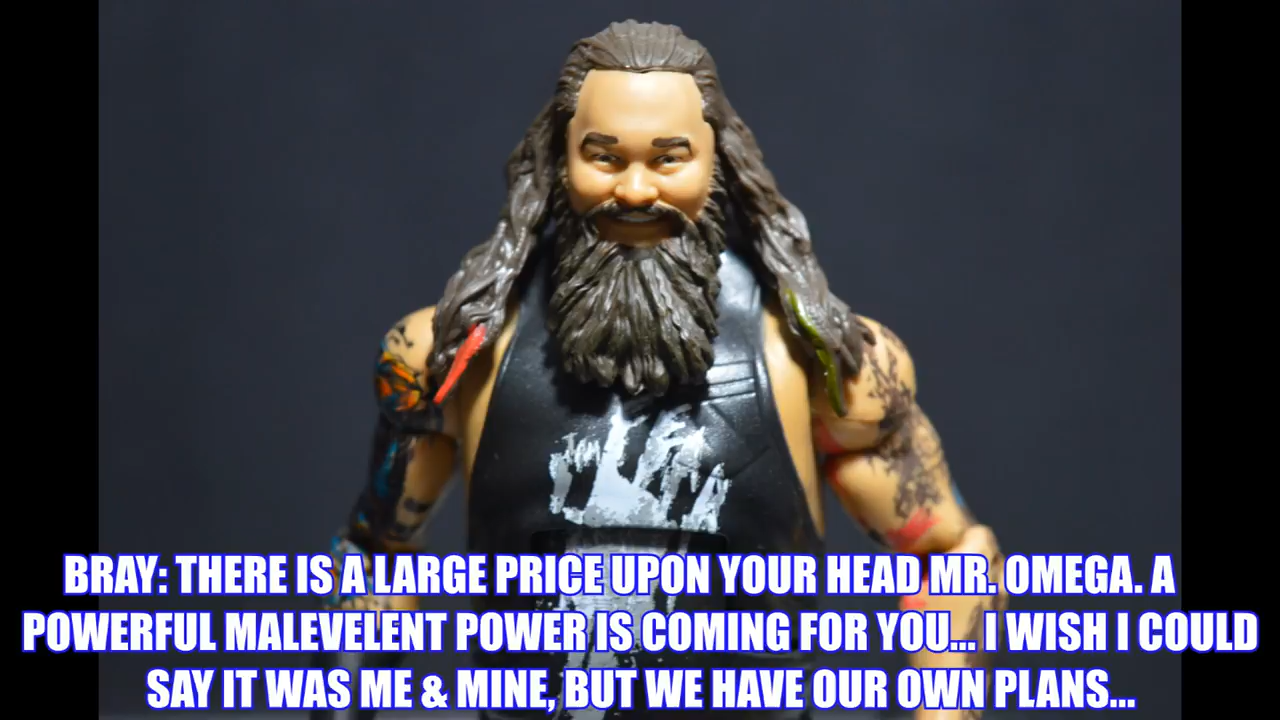 BRAY: THERE IS A LARGE PRICE UPON YOUR HEAD MR. OMEGA. A
POWERFUL MALEVELENT POWER IS COMING FOR YOU... I WISH I COULD
SAY IT WAS ME & MINE, BUT WE HAVE OUR OWN PLANS...